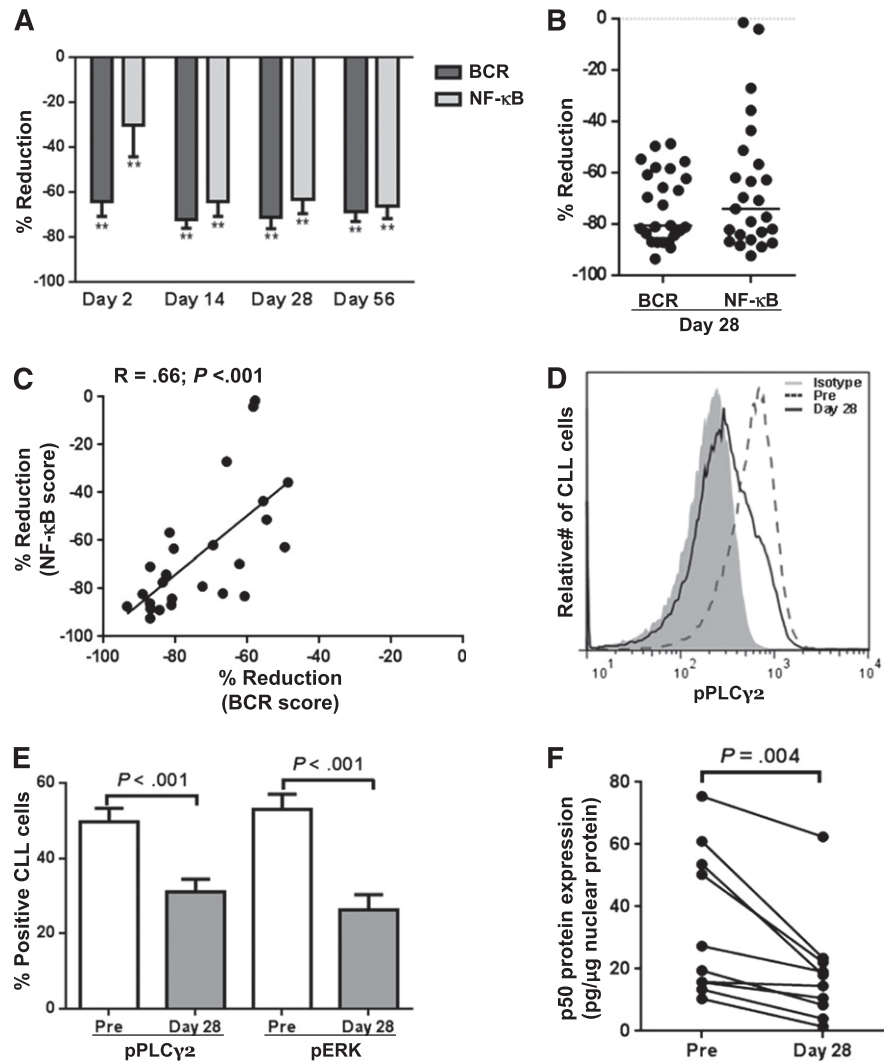 A
% Reduction
0
-20
-40
-60
-80
-100
**
**
**
**
**
**
**
**
Day 2 Day 14 Day 28 Day 56
BCR
NF-κB
B
% Reduction
0
-20
-40
-60
-80
-100
BCR NF-κB
Day 28
C
R = .66; P <.001
% Reduction
(NF-κB score)
0
-20
-40
-60
-80
-100
-100 -80 -60 -40 -20 0
% Reduction
(BCR score)
D
Relative# of CLL cells
Isotype
Pre
Day 28
10¹ 10² 10³ 10⁴
pPLCγ2
E
% Positive CLL cells
60
40
20
0
P < .001
P < .001
Pre Day 28 Pre Day 28
pPLCγ2 pERK
F
P = .004
p50 protein expression
(pg/µg nuclear protein)
80
60
40
20
0
Pre Day 28